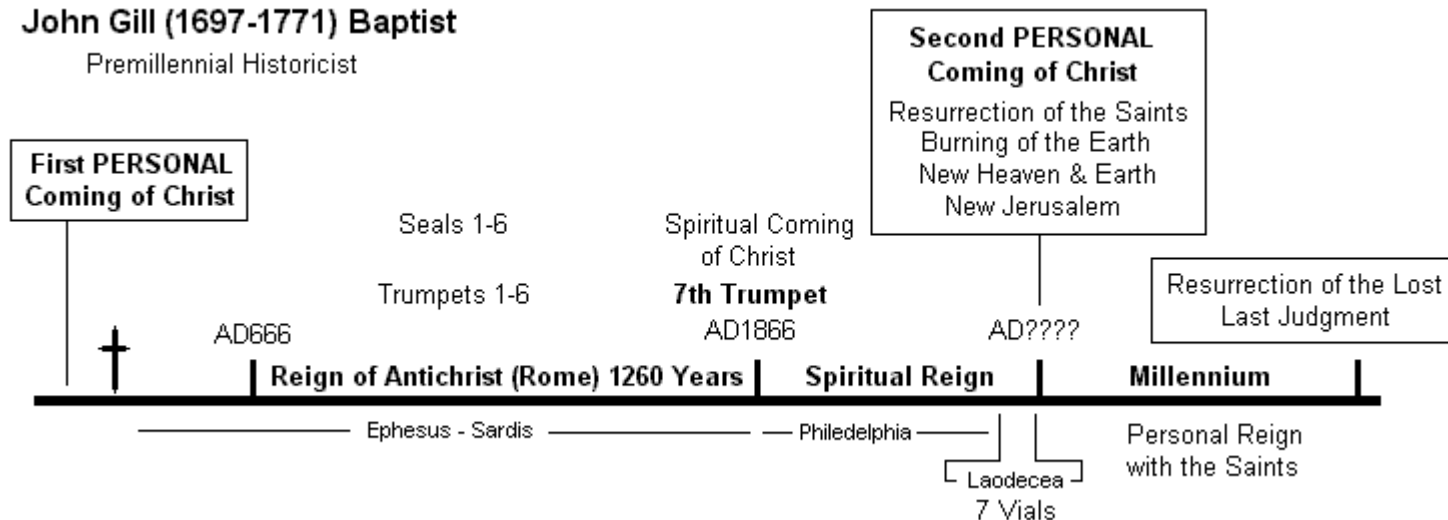 John Gill (1697-1771) Baptist
Premillennial Historicist
First PERSONAL
Coming of Christ
Second PERSONAL
Coming of Christ
Resurrection of the Saints
Burning of the Earth
New Heaven & Earth
New Jerusalem
Seals 1-6
Trumpets 1-6
Spiritual Coming
of Christ
7th Trumpet
Resurrection of the Lost
Last Judgment
AD666
AD1866
AD????
Reign of Antichrist (Rome) 1260 Years
Spiritual Reign
Millennium
Ephesus - Sardis
Philedelphia
Laodecea
7 Vials
Personal Reign
with the Saints